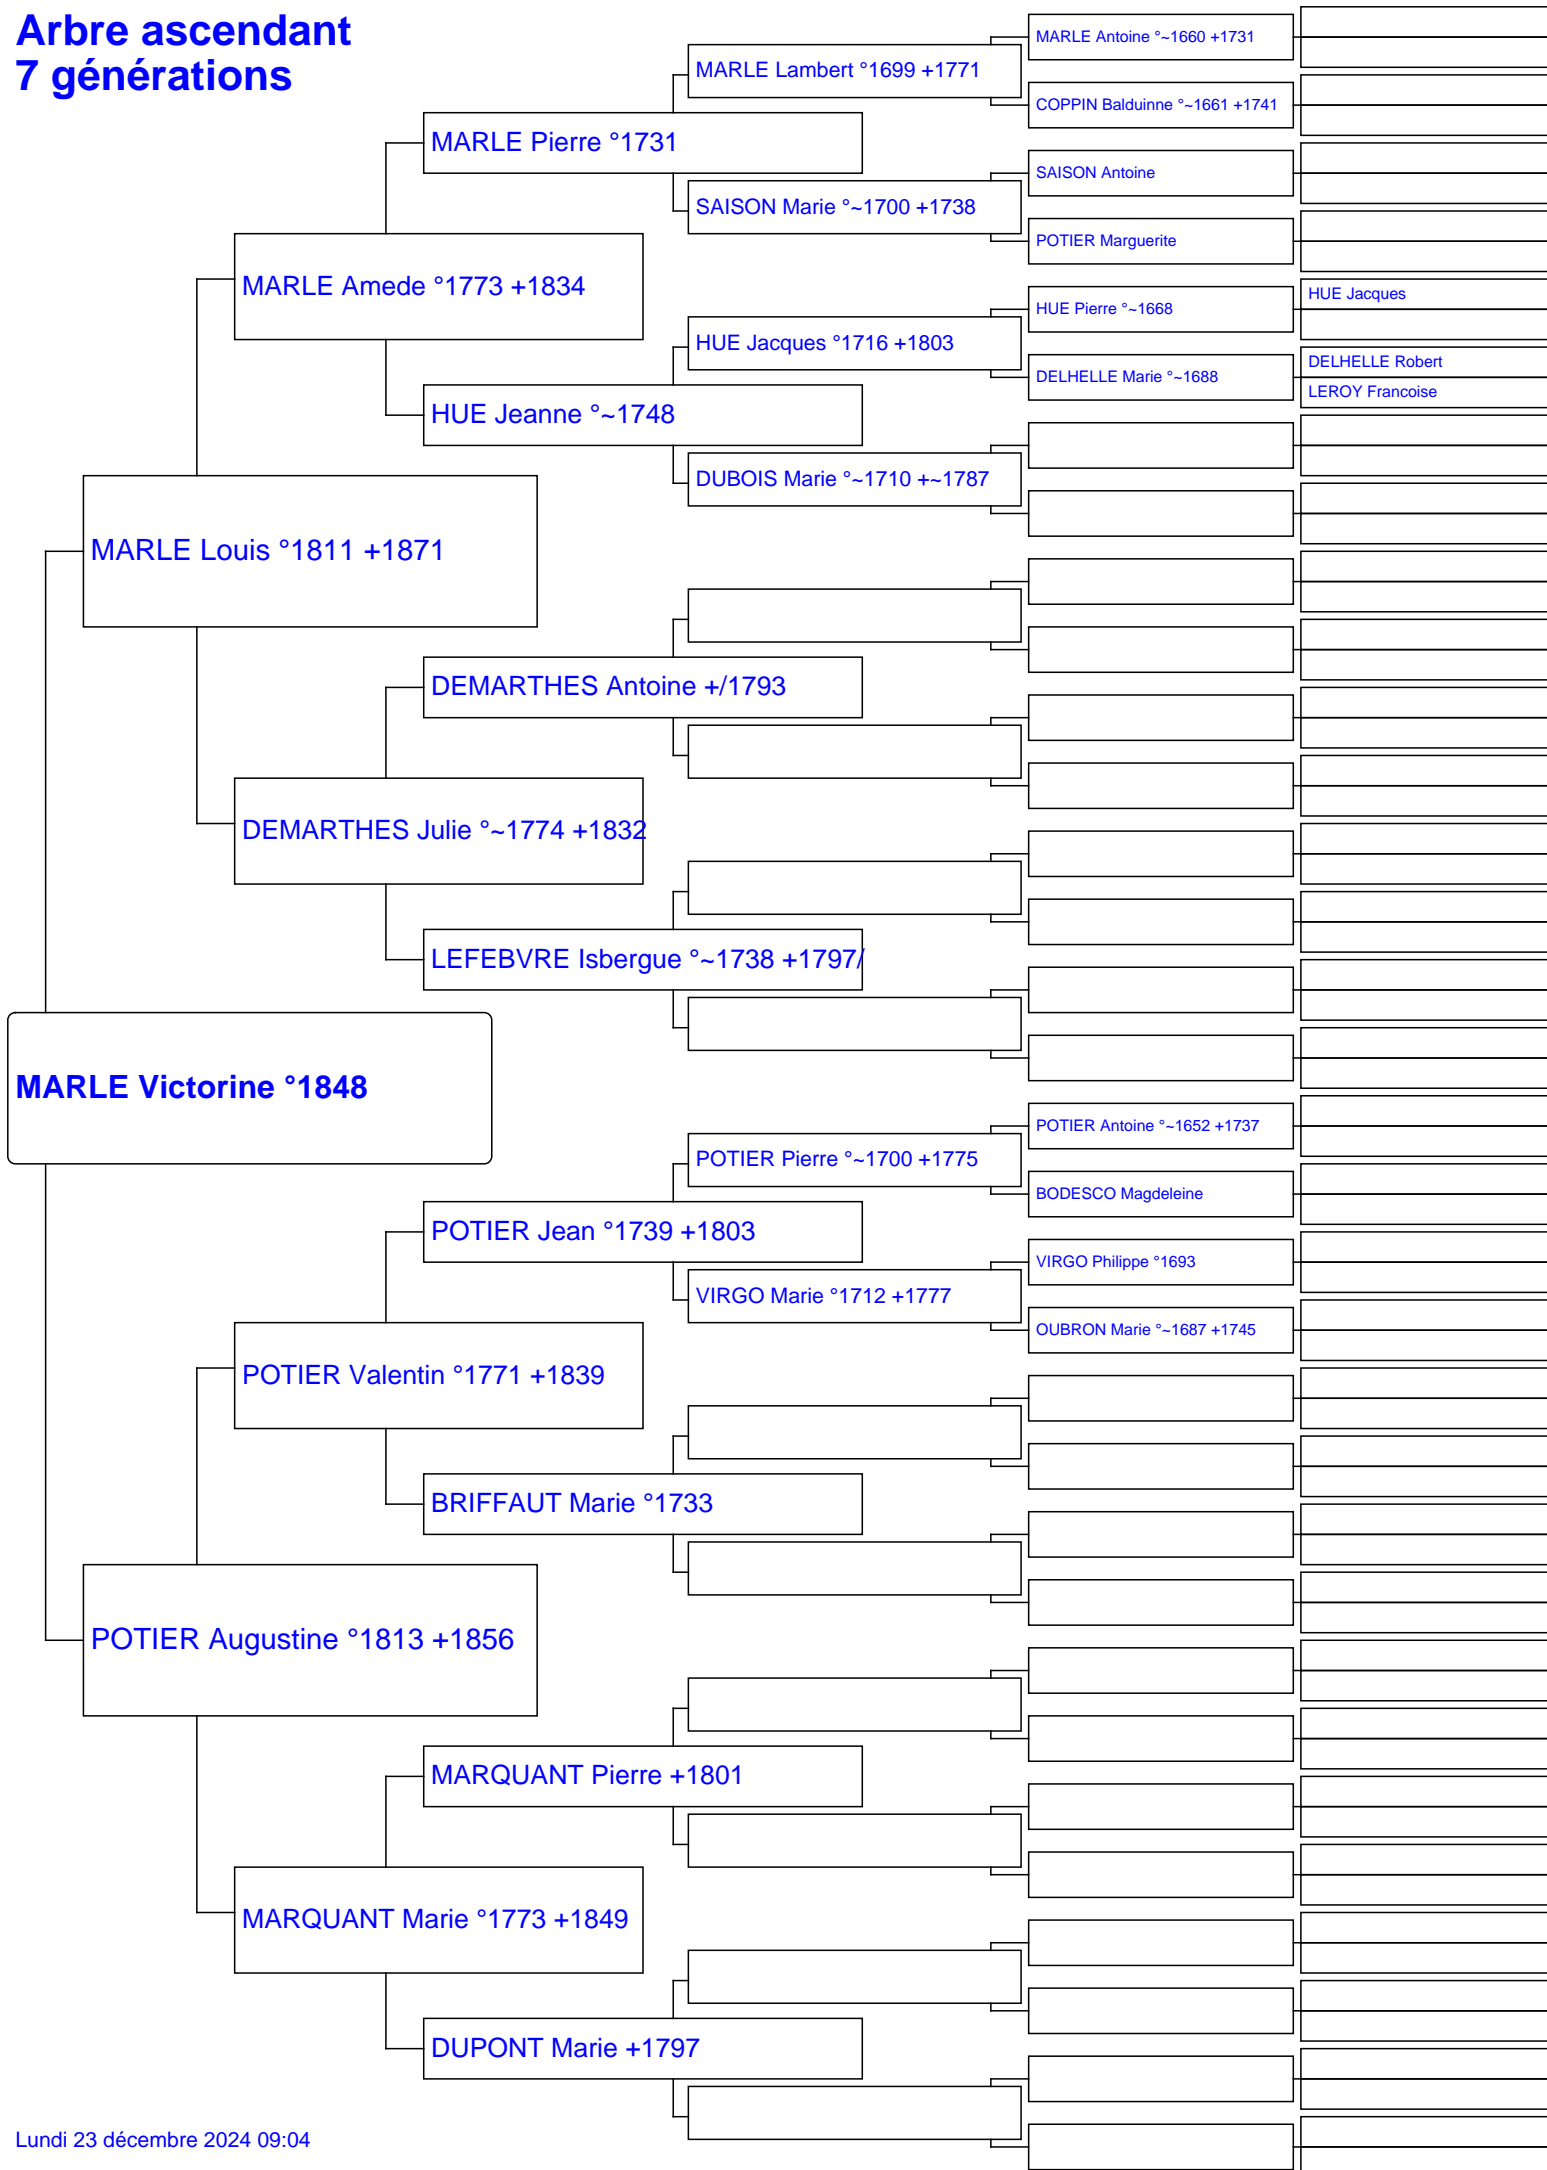 Arbre ascendant
7 générations
MARLE Antoine °~1660 +1731
MARLE Lambert °1699 +1771
COPPIN Balduinne °~1661 +1741
MARLE Pierre °1731
SAISON Antoine
SAISON Marie °~1700 +1738
POTIER Marguerite
MARLE Amede °1773 +1834
HUE Jacques
HUE Pierre °~1668
HUE Jacques °1716 +1803
DELHELLE Robert
DELHELLE Marie °~1688
LEROY Francoise
HUE Jeanne °~1748
DUBOIS Marie °~1710 +~1787
MARLE Louis °1811 +1871
DEMARTHES Antoine +/1793
DEMARTHES Julie °~1774 +1832
LEFEBVRE Isbergue °~1738 +1797/
MARLE Victorine °1848
POTIER Antoine °~1652 +1737
POTIER Pierre °~1700 +1775
BODESCO Magdeleine
POTIER Jean °1739 +1803
VIRGO Philippe °1693
VIRGO Marie °1712 +1777
OUBRON Marie °~1687 +1745
POTIER Valentin °1771 +1839
BRIFFAUT Marie °1733
POTIER Augustine °1813 +1856
MARQUANT Pierre +1801
MARQUANT Marie °1773 +1849
DUPONT Marie +1797
Lundi 23 décembre 2024 09:04